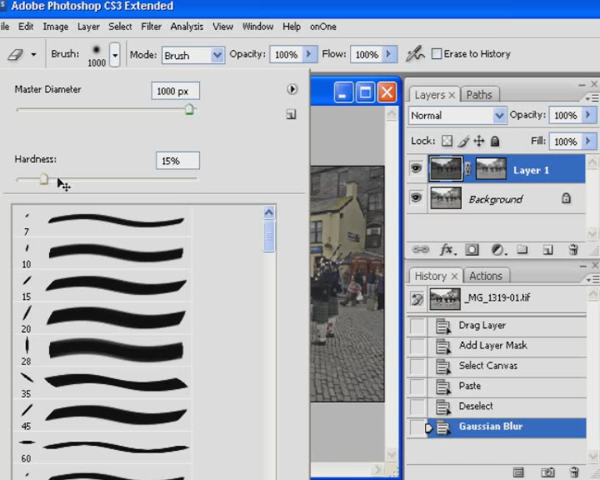 Adobe Photoshop CS3 Extended
ile Edit Image Layer Select Filter Analysis View Window Help onOne
Brush: 1000 Mode: Brush Opacity: 100% Flow: 100% Erase to History
Master Diameter 1000 px
Hardness: 15%
7
10
15
20
28
35
45
60
Layers x Paths
Normal Opacity: 100%
Lock: Fill: 100%
Layer 1
Background
fx.
History x Actions
_MG_1319-01.tif
Drag Layer
Add Layer Mask
Select Canvas
Paste
Deselect
Gaussian Blur